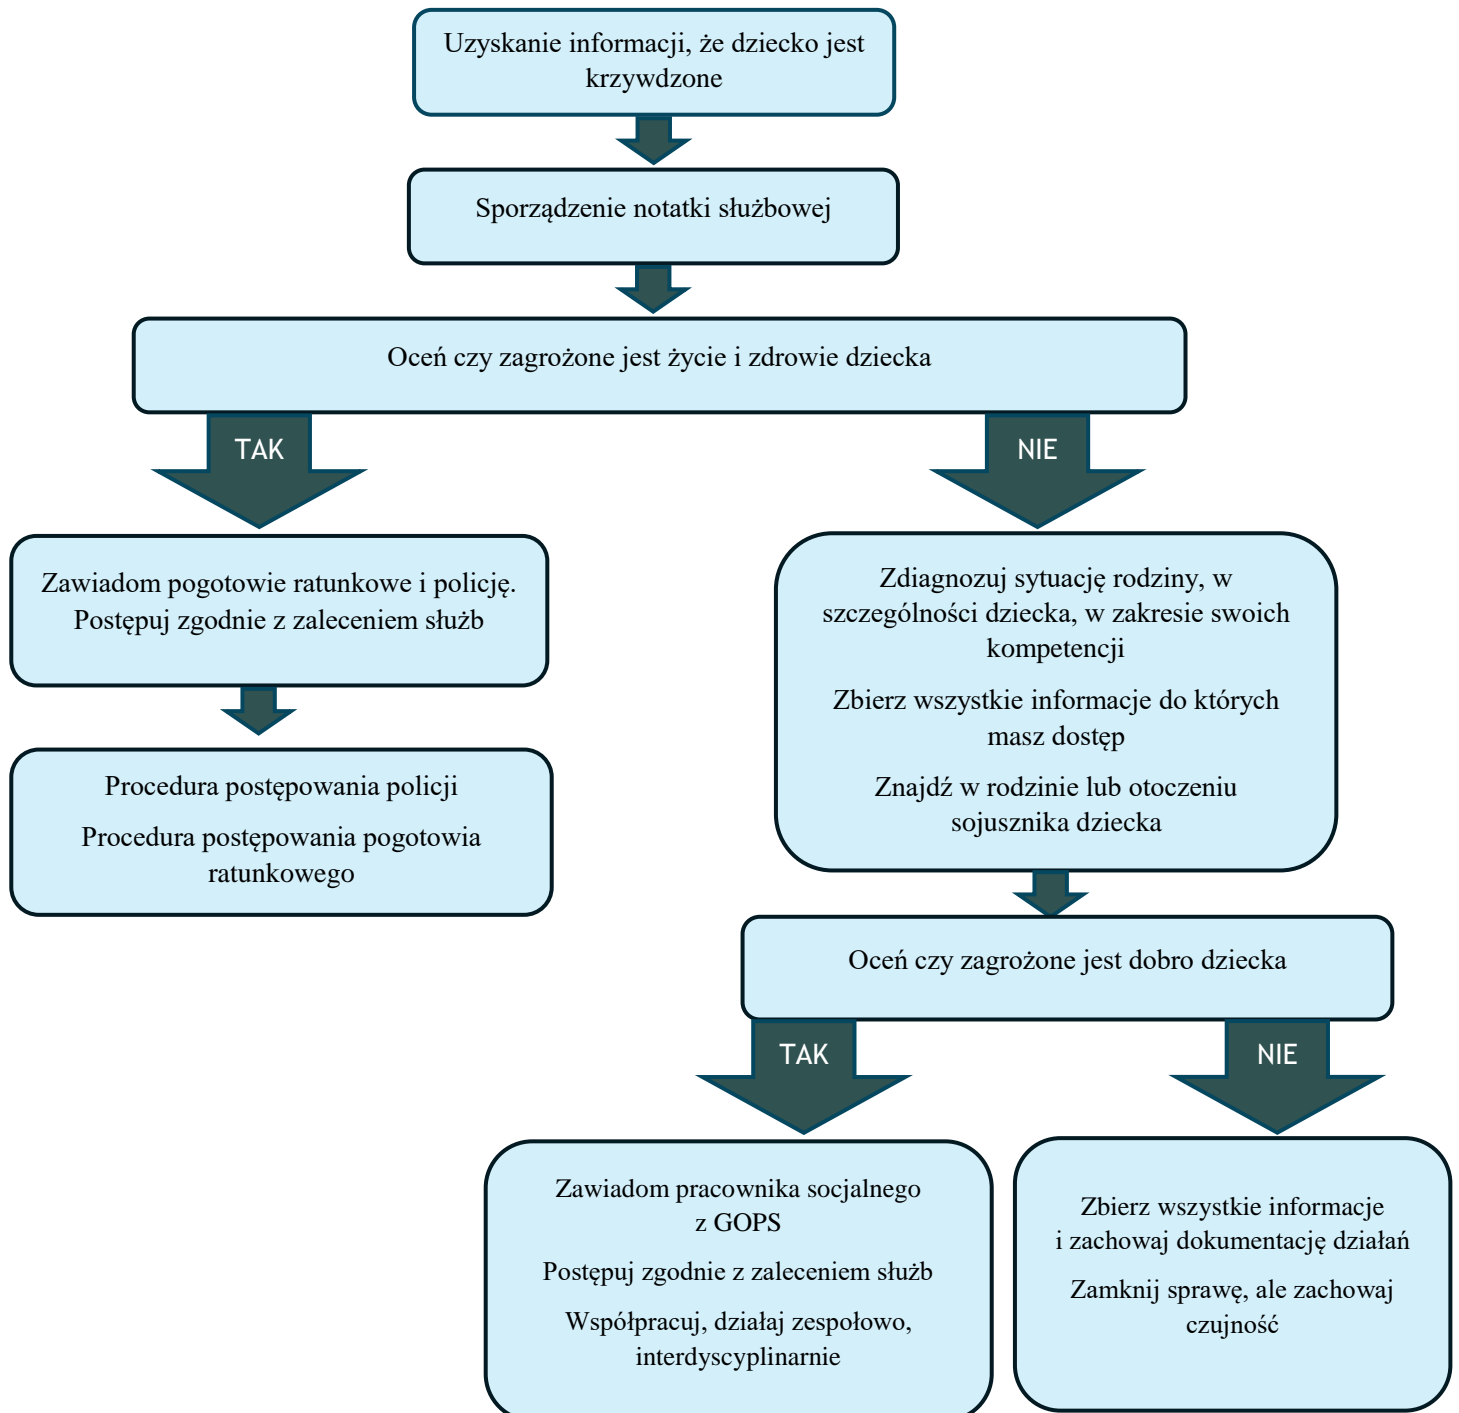 Uzyskanie informacji, że dziecko jest
krzywdzone
Sporządzenie notatki służbowej
Oceń czy zagrożone jest życie i zdrowie dziecka
TAK
NIE
Zawiadom pogotowie ratunkowe i policję.
Postępuj zgodnie z zaleceniem służb
Procedura postępowania policji
Procedura postępowania pogotowia
ratunkowego
Zdiagnozuj sytuację rodziny, w
szczególności dziecka, w zakresie swoich
kompetencji
Zbierz wszystkie informacje do których
masz dostęp
Znajdź w rodzinie lub otoczeniu
sojusznika dziecka
Oceń czy zagrożone jest dobro dziecka
TAK
NIE
Zawiadom pracownika socjalnego
z GOPS
Postępuj zgodnie z zaleceniem służb
Współpracuj, działaj zespołowo,
interdyscyplinarnie
Zbierz wszystkie informacje
i zachowaj dokumentację działań
Zamknij sprawę, ale zachowaj
czujność